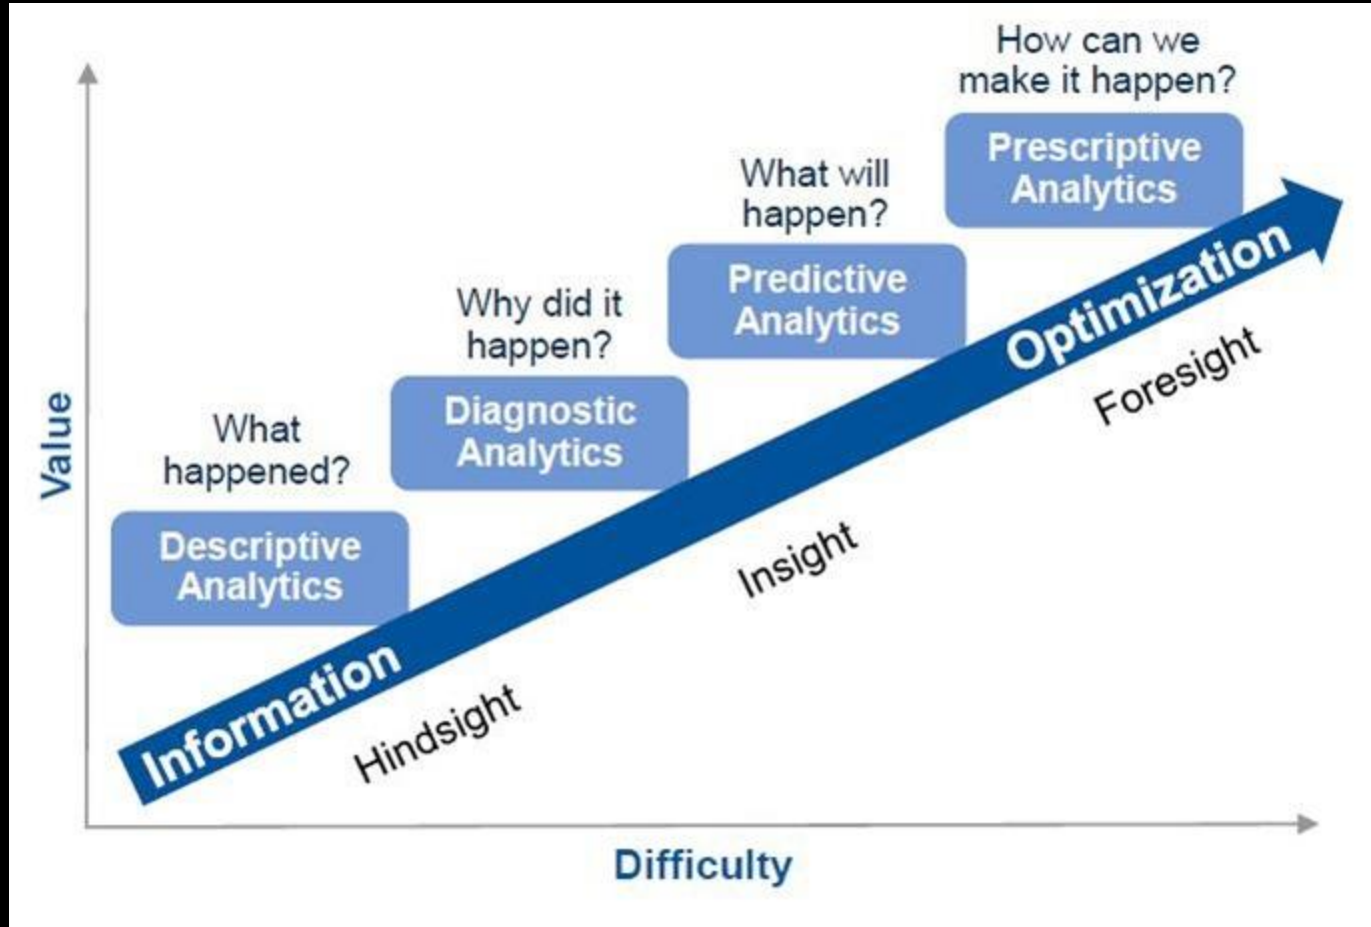 How can we
make it happen?
Prescriptive
Analytics
What will
happen?
Predictive
Analytics
Why did it
happen?
Diagnostic
Analytics
What
happened?
Descriptive
Analytics
Value
Information
Optimization
Hindsight
Insight
Foresight
Difficulty